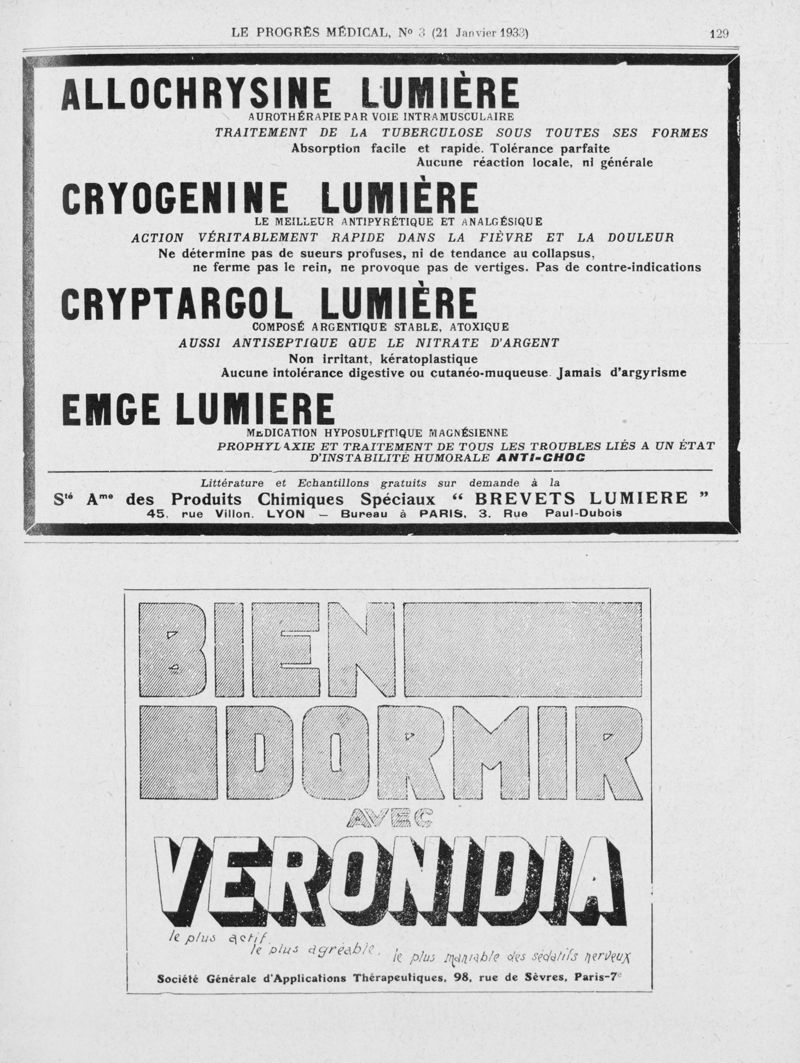 LE PROGRÈS MÉDICAL, Nº 3 (21 Janvier 1933) 129
ALLOCHRYSINE LUMIÈRE
AUROTHÉRAPIE PAR VOIE INTRAMUSCULAIRE
TRAITEMENT DE LA TUBERCULOSE SOUS TOUTES SES FORMES
Absorption facile et rapide. Tolérance parfaite
Aucune réaction locale, ni générale
CRYOGENINE LUMIÈRE
LE MEILLEUR ANTIPYRÉTIQUE ET ANALGÉSIQUE
ACTION VÉRITABLEMENT RAPIDE DANS LA FIÈVRE ET LA DOULEUR
Ne détermine pas de sueurs profuses, ni de tendance au collapsus,
ne ferme pas le rein, ne provoque pas de vertiges. Pas de contre-indications
CRYPTARGOL LUMIÈRE
COMPOSÉ ARGENTIQUE STABLE, ATOXIQUE
AUSSI ANTISEPTIQUE QUE LE NITRATE D'ARGENT
Non irritant, kératoplastique
Aucune intolérance digestive ou cutanéo-muqueuse. Jamais d'argyrisme
EMGE LUMIERE
MEDICATION HYPOSULFITIQUE MAGNÉSIENNE
PROPHYLAXIE ET TRAITEMENT DE TOUS LES TROUBLES LIÉS A UN ÉTAT
D'INSTABILITÉ HUMORALE ANTI-CHOC
Littérature et Echantillons gratuits sur demande à la
Sté Ame des Produits Chimiques Spéciaux “ BREVETS LUMIERE ”
45, rue Villon, LYON — Bureau à PARIS, 3, Rue Paul-Dubois
BIEN
DORMIR
AVEC
VERONIDIA
le plus actif,
le plus agréable,
le plus maniable des sédatifs nerveux
Société Générale d'Applications Thérapeutiques, 98, rue de Sèvres, Paris-7e